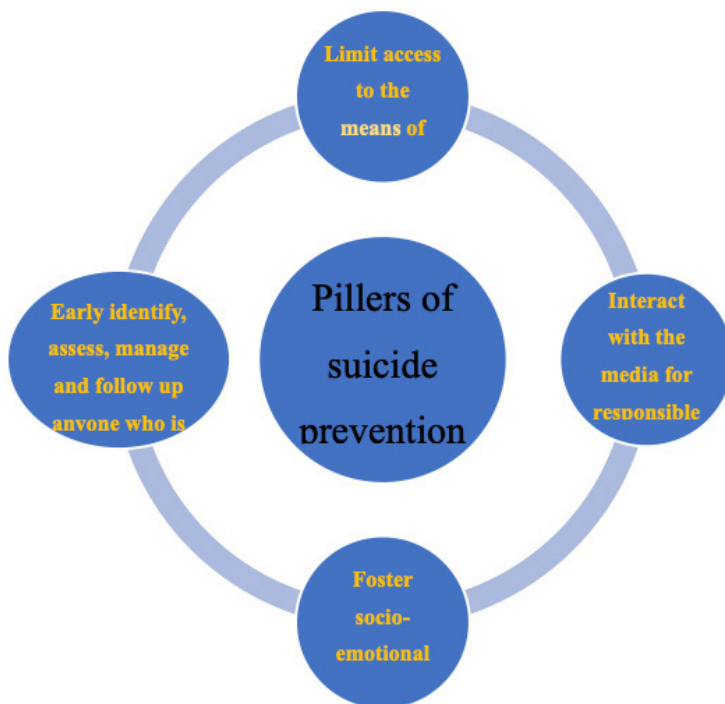 Limit access
to the
means of
Pillers of
suicide
prevention
Early identify,
assess, manage
and follow up
anyone who is
Interact
with the
media for
responsible
Foster
socio-
emotional